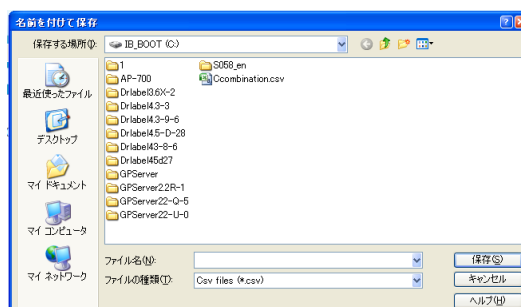 名前を付けて保存
保存する場所(I): IB_BOOT (C:)
最近使ったファイル
デスクトップ
マイ ドキュメント
マイ コンピュータ
マイ ネットワーク
1
AP-700
Drlabel3.6X-2
Drlabel4.3-3
Drlabel4.3-9-6
Drlabel4.5-D-28
Drlabel43-8-6
Drlabel45d27
GPServer
GPServer2.2R-1
GPServer22-Q-5
GPServer22-U-0
S058_en
Ccombination.csv
ファイル名(N): 保存(S)
ファイルの種類(T): Csv files (*.csv) キャンセル
ヘルプ(H)